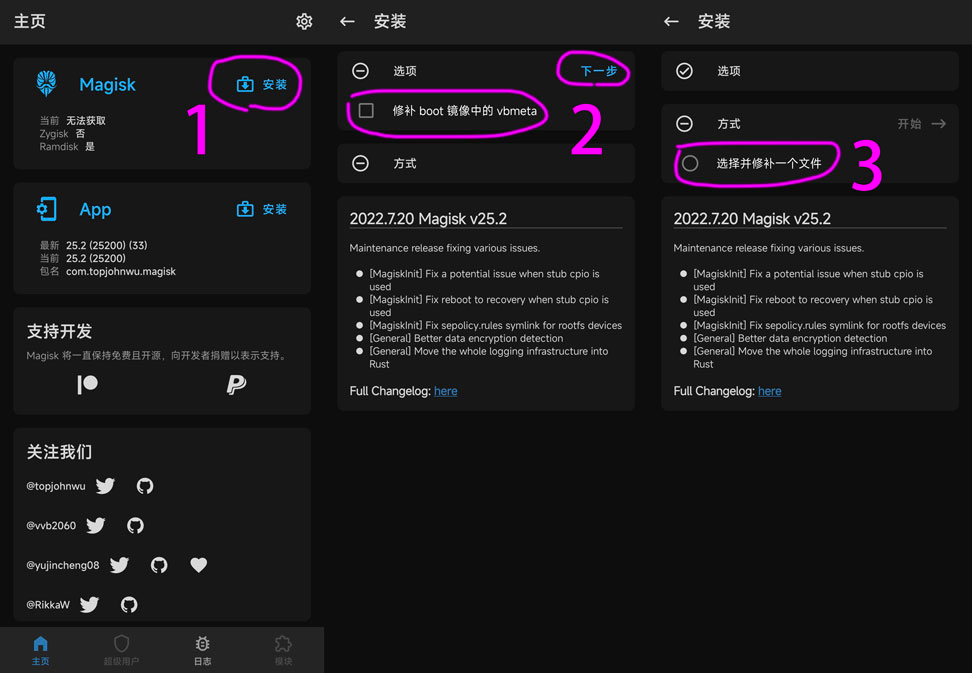 主页
Magisk
安装
当前 无法获取
Zygisk 否
Ramdisk 是
1
App
安装
最新 25.2 (25200) (33)
当前 25.2 (25200)
包名 com.topjohnwu.magisk
支持开发
Magisk 将一直保持免费且开源，向开发者捐赠以表示支持。
关注我们
@topjohnwu
@vvb2060
@yujincheng08
@RikkaW
主页
超级用户
日志
模块
安装
选项
下一步
修补 boot 镜像中的 vbmeta
2
方式
2022.7.20 Magisk v25.2
Maintenance release fixing various issues.
[MagiskInit] Fix a potential issue when stub cpio is
used
[MagiskInit] Fix reboot to recovery when stub cpio is
used
[MagiskInit] Fix sepolicy.rules symlink for rootfs devices
[General] Better data encryption detection
[General] Move the whole logging infrastructure into
Rust
Full Changelog: here
安装
选项
方式
开始
选择并修补一个文件
3
2022.7.20 Magisk v25.2
Maintenance release fixing various issues.
[MagiskInit] Fix a potential issue when stub cpio is
used
[MagiskInit] Fix reboot to recovery when stub cpio is
used
[MagiskInit] Fix sepolicy.rules symlink for rootfs devices
[General] Better data encryption detection
[General] Move the whole logging infrastructure into
Rust
Full Changelog: here